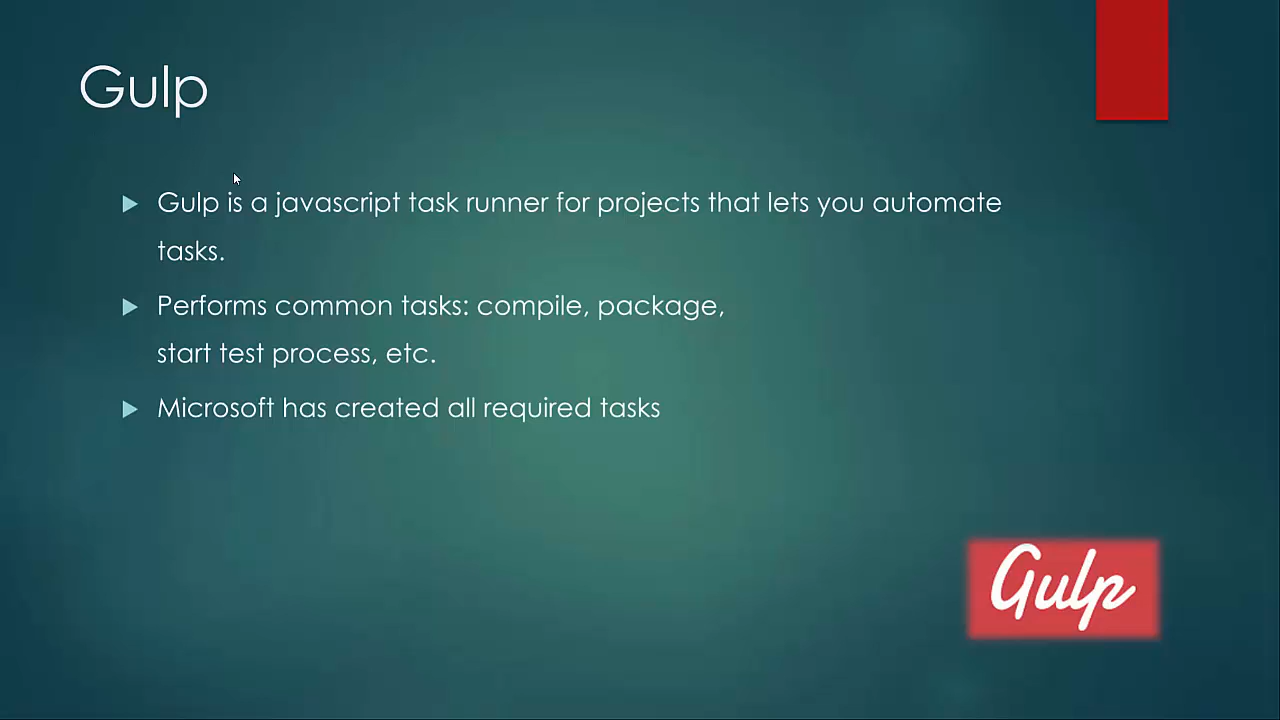 Gulp
Gulp is a javascript task runner for projects that lets you automate
tasks.
Performs common tasks: compile, package,
start test process, etc.
Microsoft has created all required tasks
Gulp